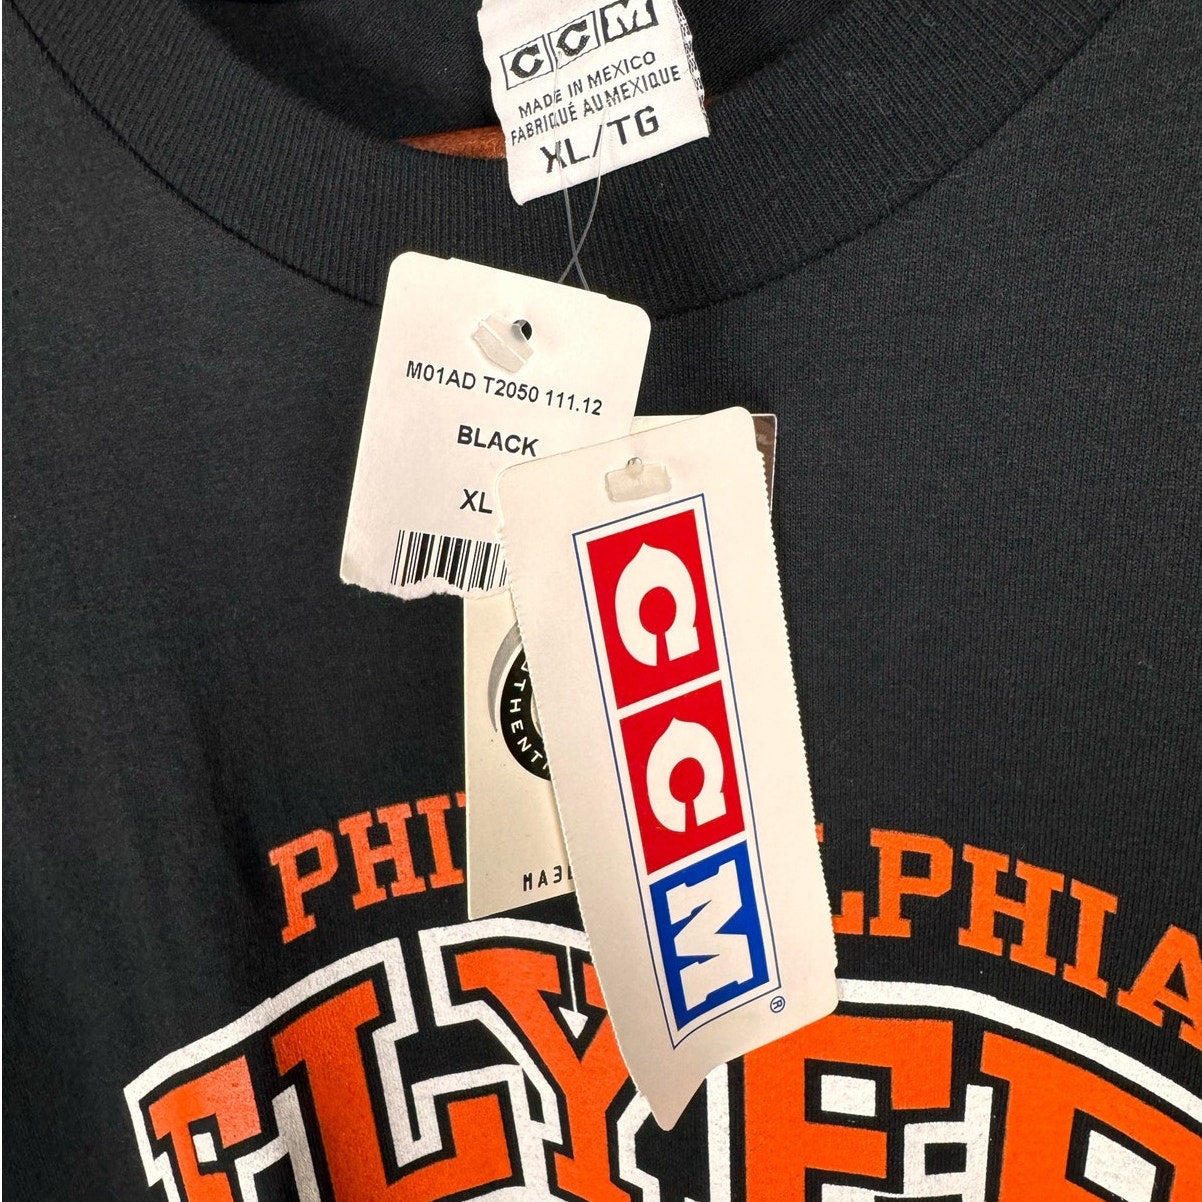 CCM
MADE IN MEXICO
FABRIQUÉ AU MEXIQUE
XL/TG
M01AD T2050 111.12
BLACK
XL
CCM
®
PHI LPHIA
FLYER